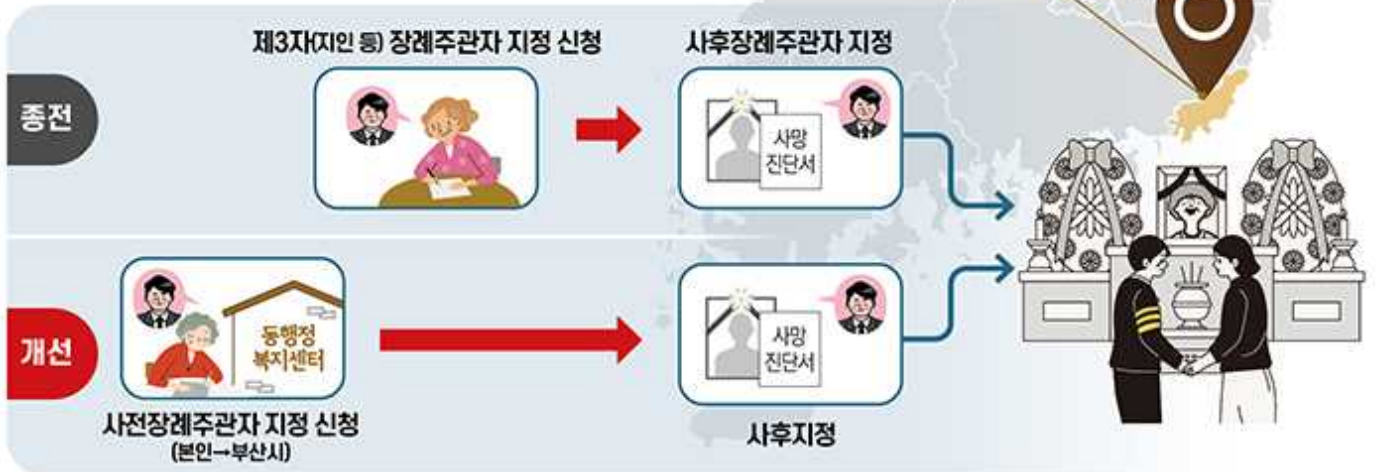 제3자(지인 등) 장례주관자 지정 신청
사후장례주관자 지정
종전
사망
진단서
개선
동행정
복지센터
사망
진단서
사전장례주관자 지정 신청
(본인→부산시)
사후지정